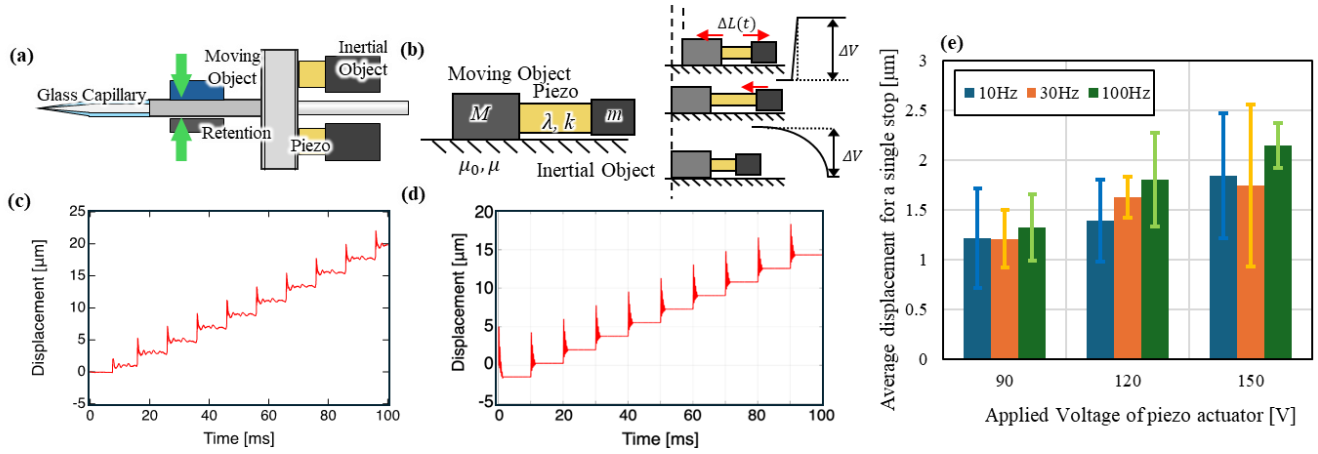 (a)
Moving
Object
Inertial
Object
Glass Capillary
Retention
Piezo
(b)
Moving Object
Piezo
M
λ, k
m
μ₀, μ
Inertial Object
ΔL(t)
ΔV
ΔV
(c)
Displacement [μm]
25
20
15
10
5
0
-5
0
20
40
60
80
100
Time [ms]
(d)
Displacement [μm]
20
15
10
5
0
-5
0
20
40
60
80
100
Time [ms]
(e)
Average displacement for a single stop [μm]
3
2.5
2
1.5
1
0.5
0
10Hz 30Hz 100Hz
90
120
150
Applied Voltage of piezo actuator [V]